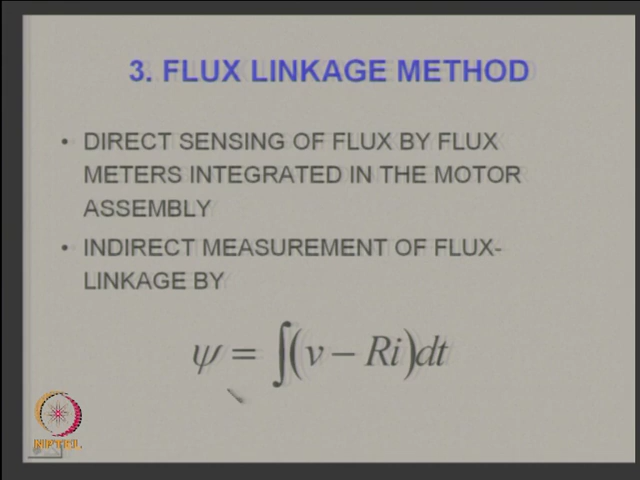 3. FLUX LINKAGE METHOD
• DIRECT SENSING OF FLUX BY FLUX
METERS INTEGRATED IN THE MOTOR
ASSEMBLY
• INDIRECT MEASUREMENT OF FLUX-
LINKAGE BY
ψ = ∫(v − Ri)dt
NPTEL